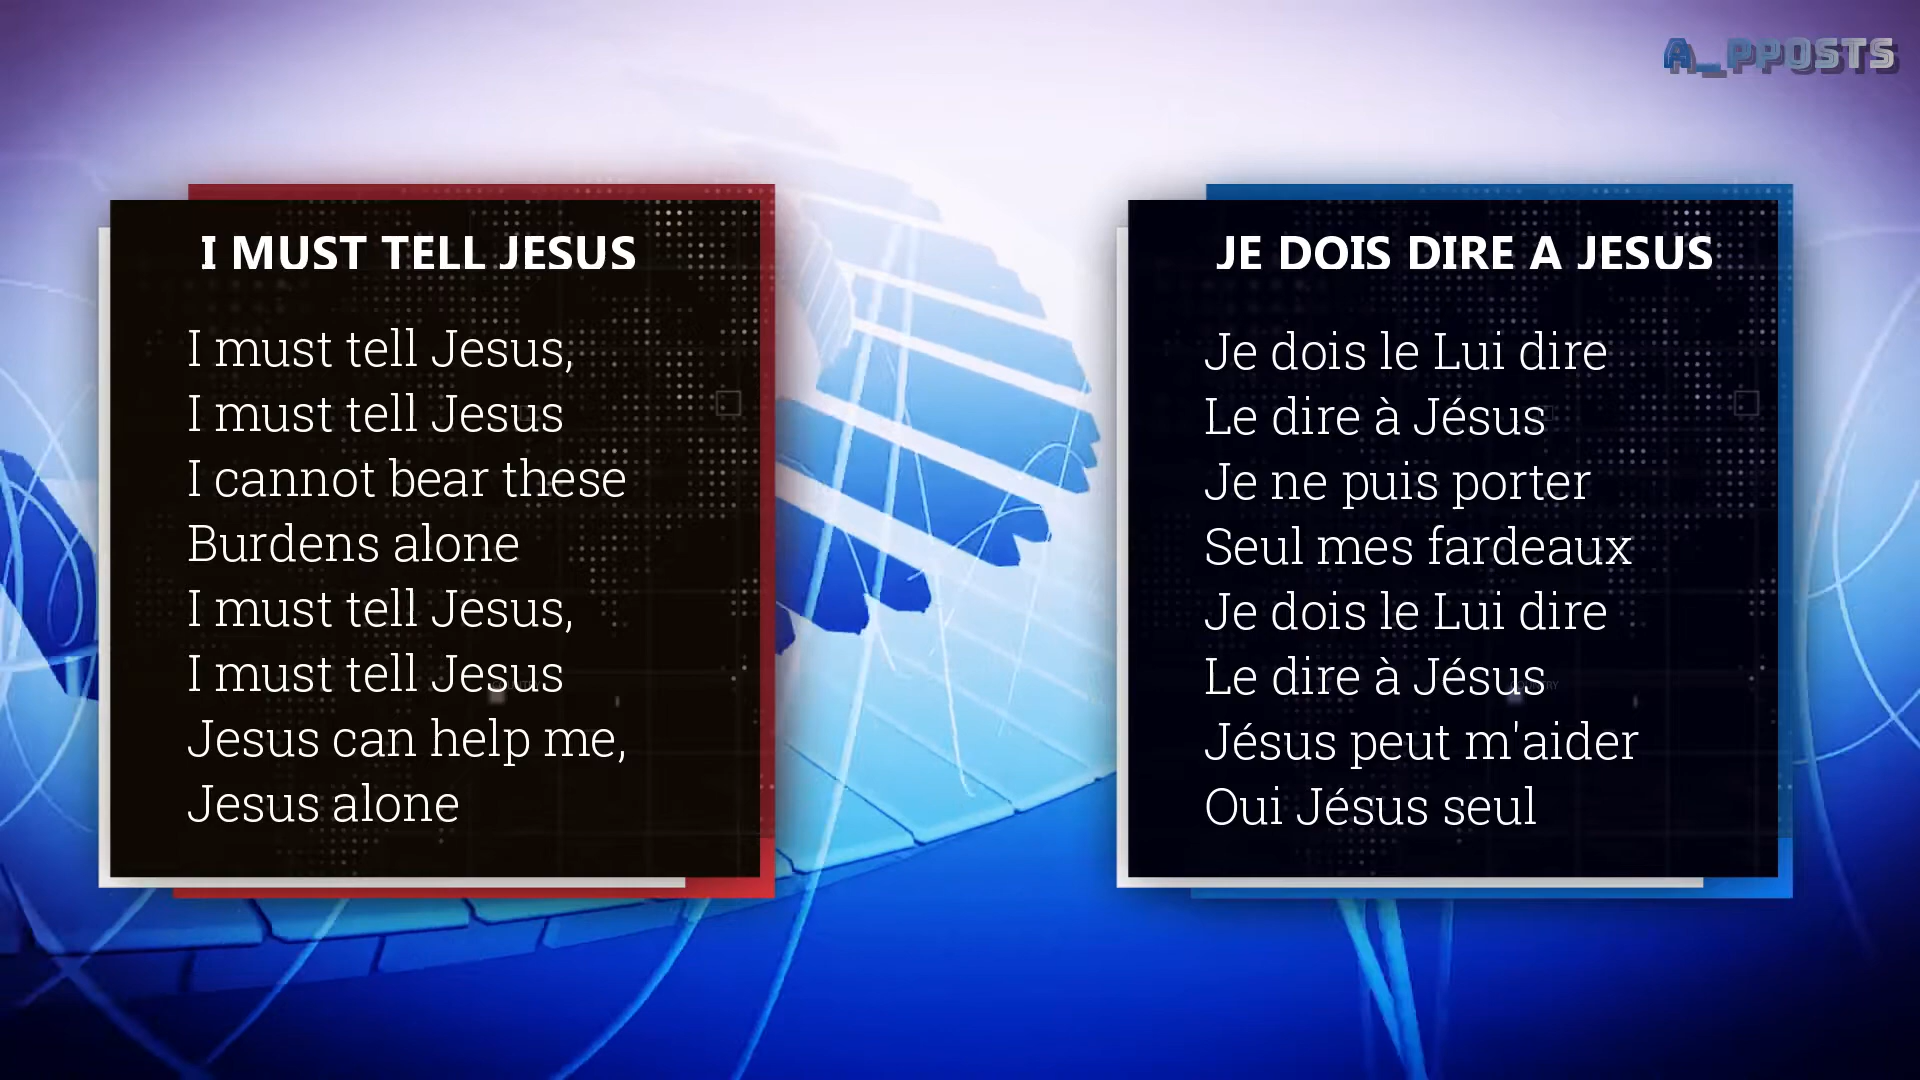 A_PPOSTS
I MUST TELL JESUS
I must tell Jesus,
I must tell Jesus
I cannot bear these
Burdens alone
I must tell Jesus,
I must tell Jesus
Jesus can help me,
Jesus alone
JE DOIS DIRE A JESUS
Je dois le Lui dire
Le dire à Jésus
Je ne puis porter
Seul mes fardeaux
Je dois le Lui dire
Le dire à Jésus
Jésus peut m'aider
Oui Jésus seul